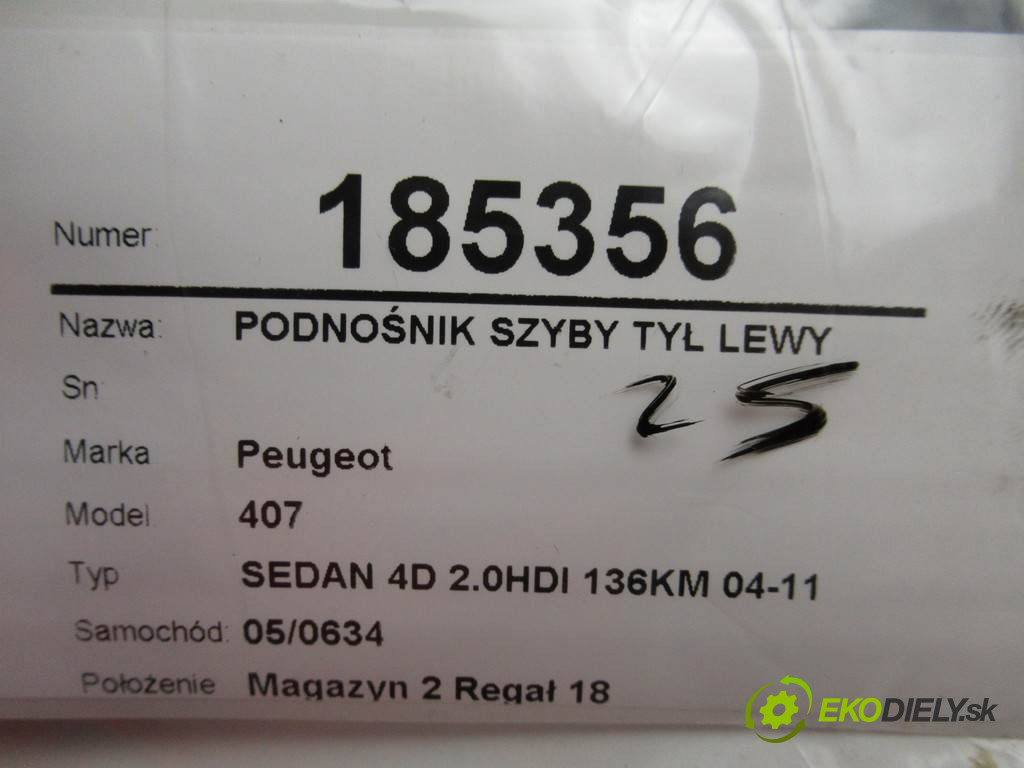 Numer: 185356
Nazwa: PODNOŚNIK SZYBY TYŁ LEWY
Sn
25
Marka Peugeot
Model 407
Typ SEDAN 4D 2.0HDI 136KM 04-11
Samochód: 05/0634
Położenie Magazyn 2 Regał 18
EKODIELY.sk